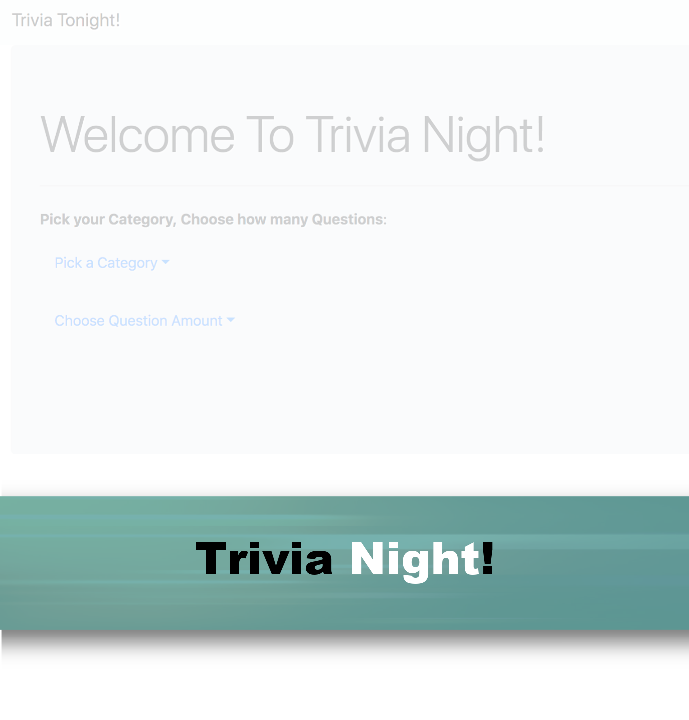 Trivia Tonight!
Welcome To Trivia Night!
Pick your Category, Choose how many Questions:
Pick a Category
Choose Question Amount
Trivia Night!